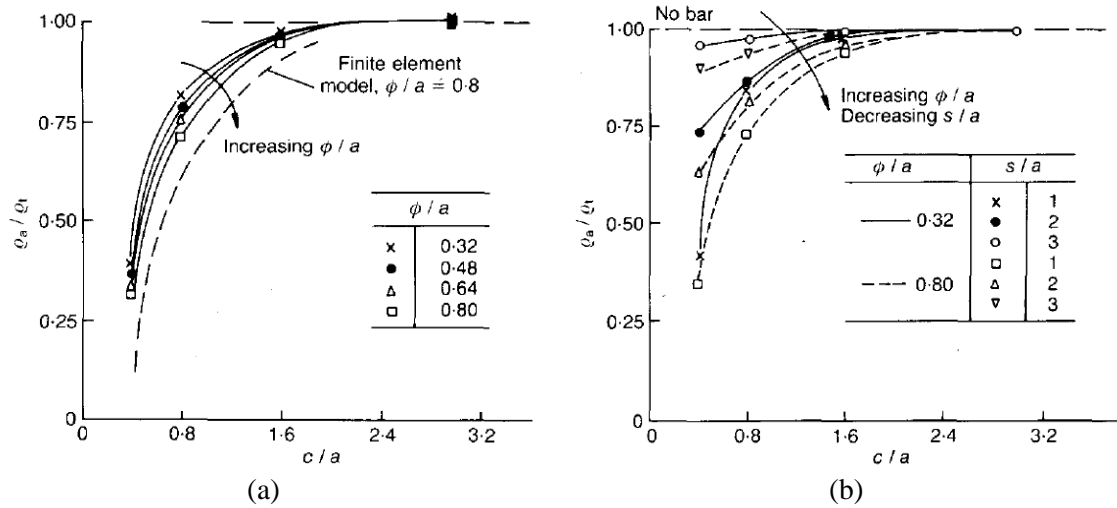 1·00
0·75
0·50
0·25
0
ϱa / ϱt
0
0·8
1·6
2·4
3·2
c / a
Finite element
model, ϕ / a ≑ 0·8
Increasing ϕ / a
ϕ / a
× 0·32
● 0·48
△ 0·64
□ 0·80
(a)
No bar
1·00
0·75
0·50
0·25
0
ϱa / ϱt
0
0·8
1·6
2·4
3·2
c / a
Increasing ϕ / a
Decreasing s / a
ϕ / a s / a
0·32
× 1
● 2
○ 3
0·80
□ 1
△ 2
▽ 3
(b)